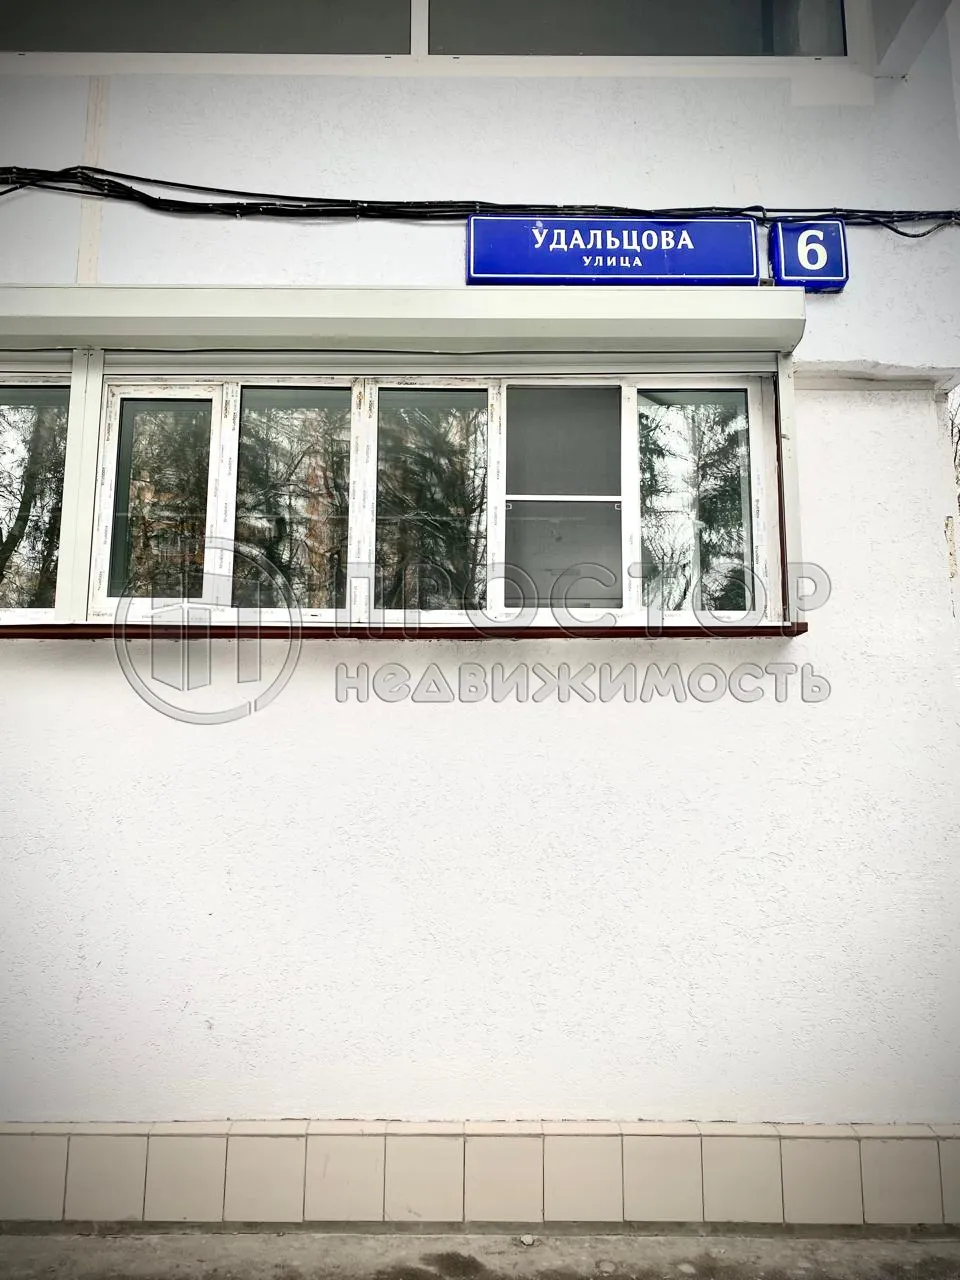 УДАЛЬЦОВА
УЛИЦА
6
ПРОСТОР
НЕДВИЖИМОСТЬ